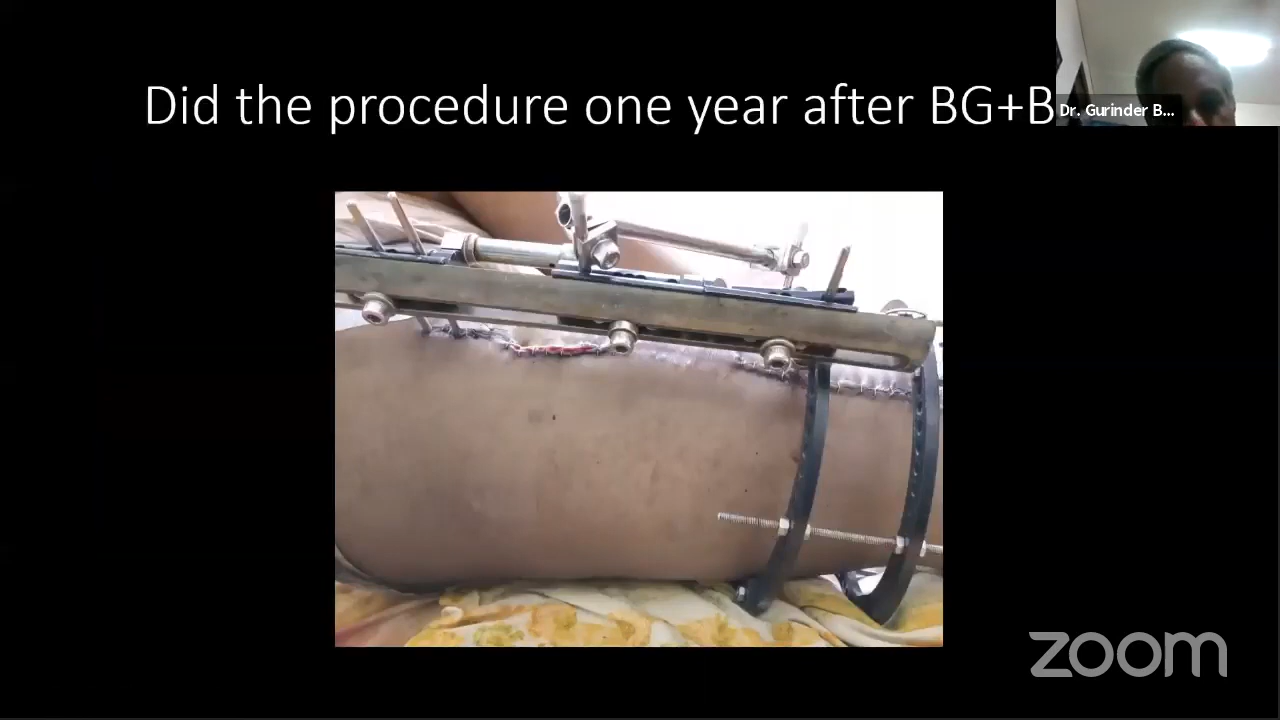 Did the procedure one year after BG+B
Dr. Gurinder B...
zoom